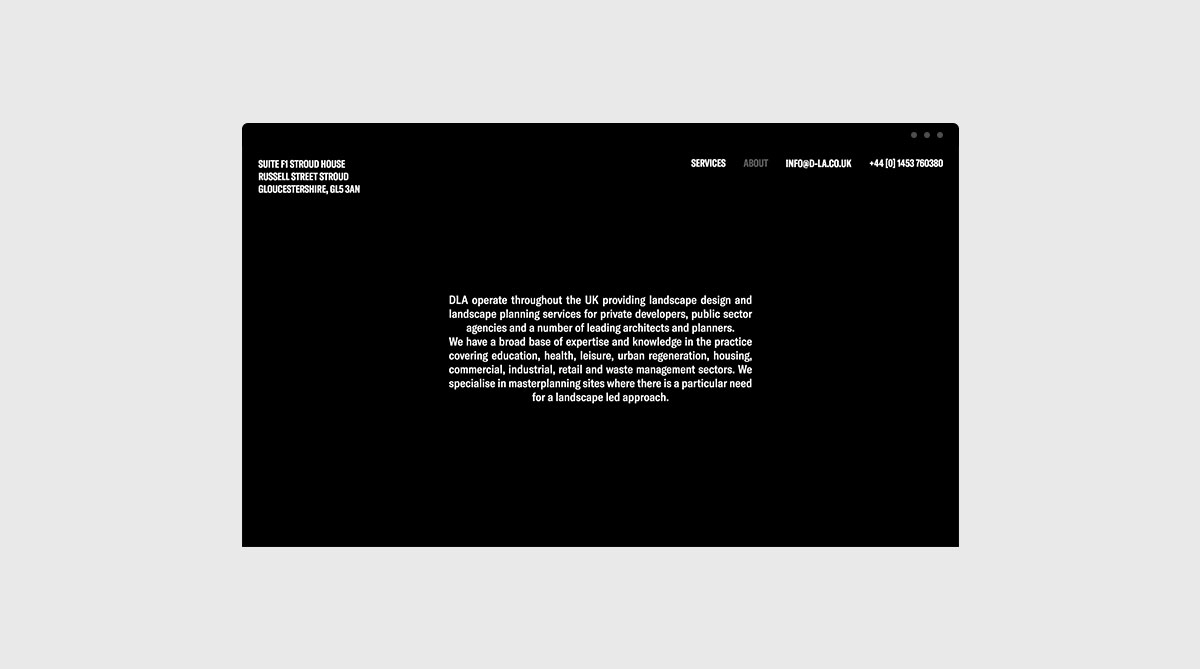 SUITE F1 STROUD HOUSE
RUSSELL STREET STROUD
GLOUCESTERSHIRE, GL5 3AN
SERVICES ABOUT INFO@D-LA.CO.UK +44 [0] 1453 760380
DLA operate throughout the UK providing landscape design and
landscape planning services for private developers, public sector
agencies and a number of leading architects and planners.
We have a broad base of expertise and knowledge in the practice
covering education, health, leisure, urban regeneration, housing,
commercial, industrial, retail and waste management sectors. We
specialise in masterplanning sites where there is a particular need
for a landscape led approach.